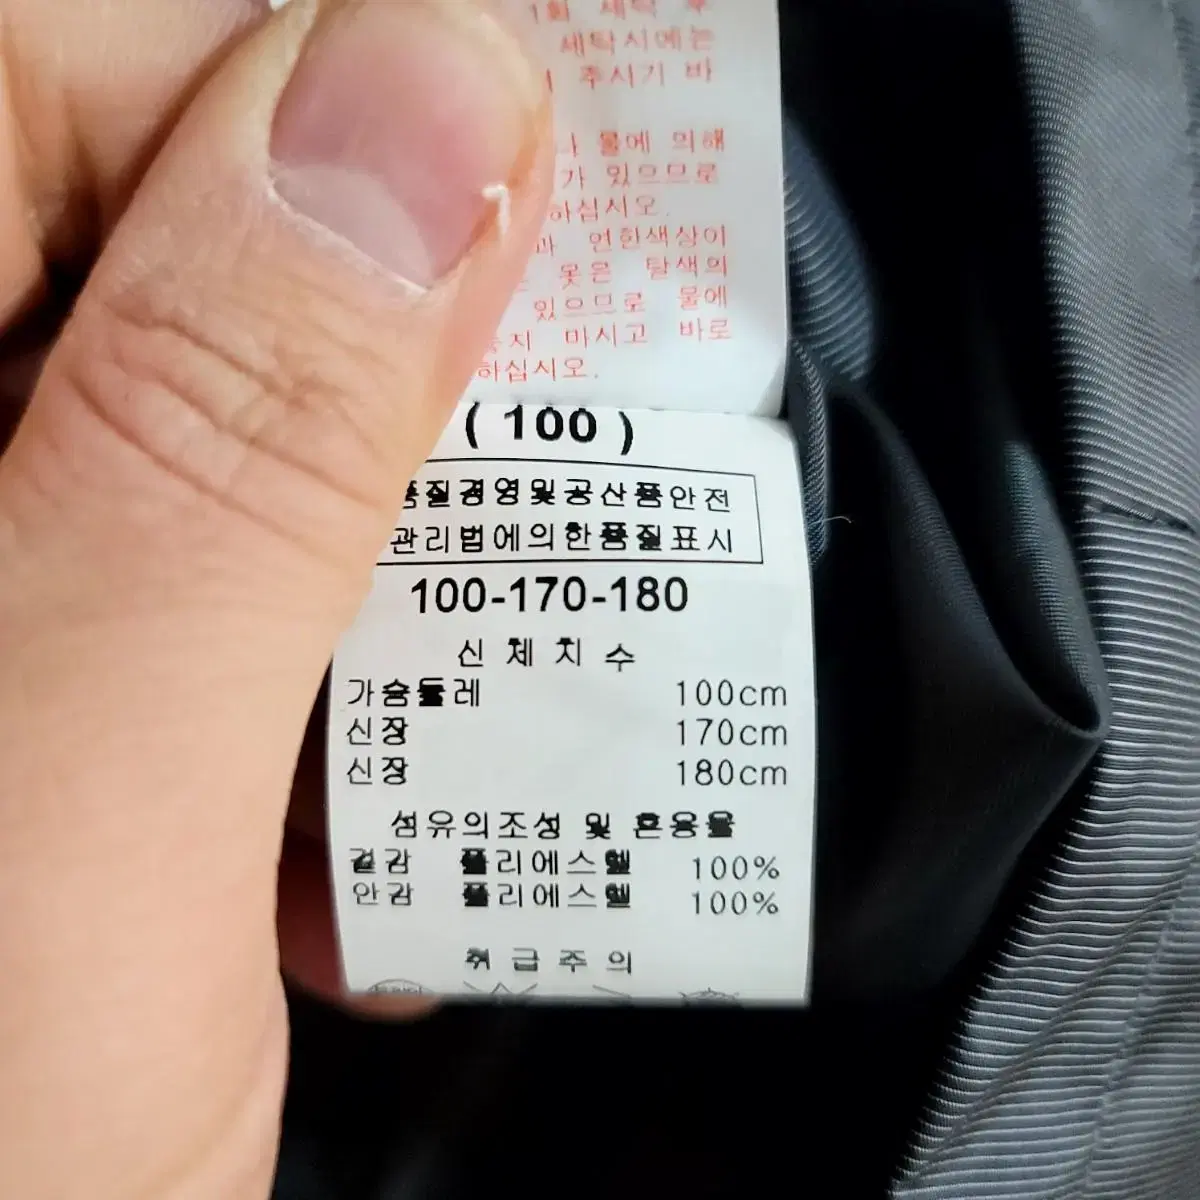 1회 세탁 후
세탁시에는
주시기 바
물에 의해
가 있으므로
하십시오.
과 연한색상이
못은 탈색의
있으므로 물에
마시고 바로
하십시오.
( 100 )
품질경영및공산품안전
관리법에의한품질표시
100-170-180
신체치수
가슴둘레 100cm
신장 170cm
신장 180cm
섬유의조성 및 혼용율
겉감 폴리에스텔 100%
안감 폴리에스텔 100%
취급주의